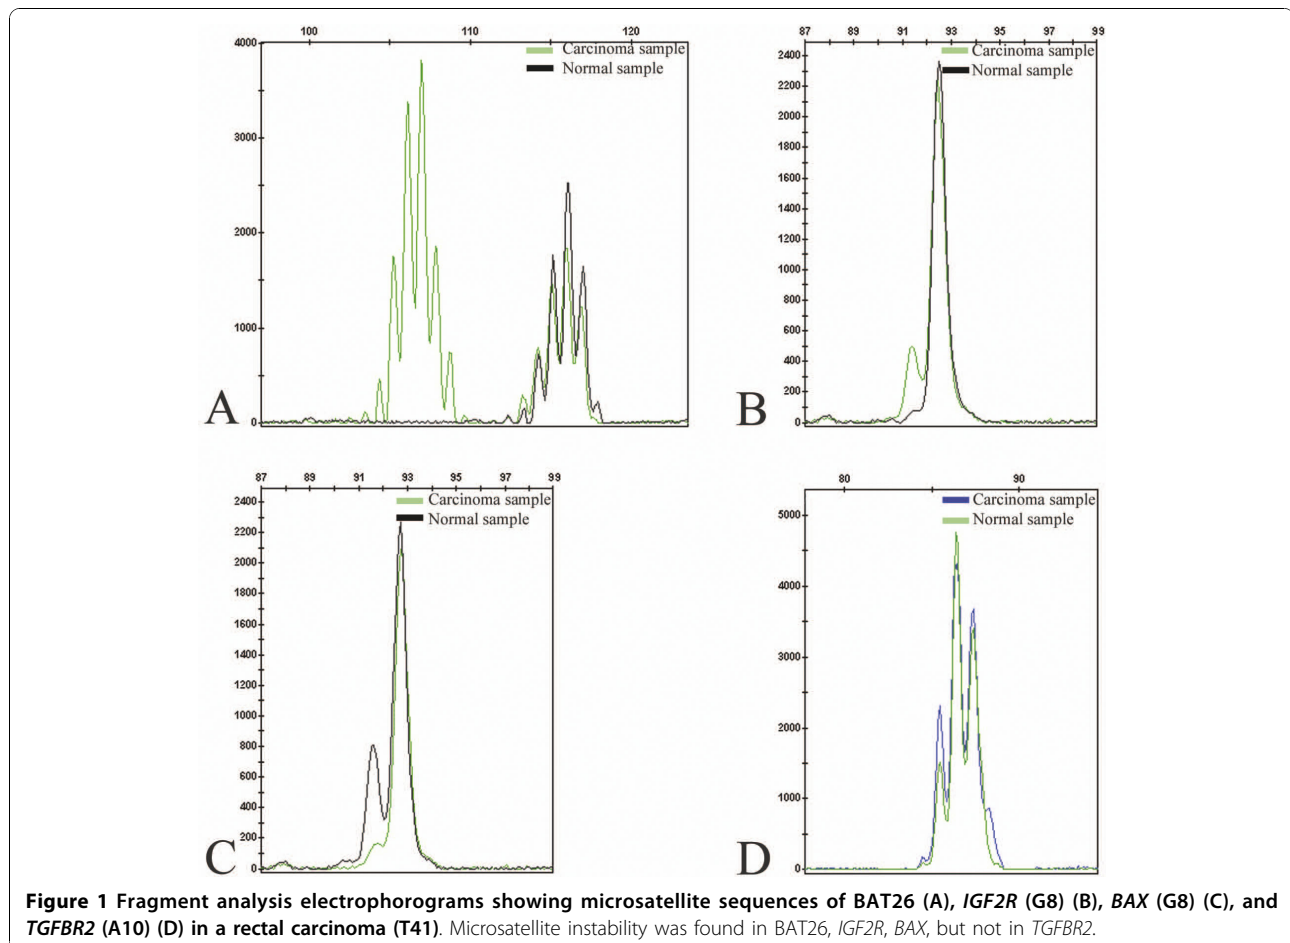 100 110 120
4000
3000
2000
1000
0
Carcinoma sample
Normal sample
A
87 89 91 93 95 97 99
2400
2200
2000
1800
1600
1400
1200
1000
800
600
400
200
0
Carcinoma sample
Normal sample
B
87 89 91 93 95 97 99
2400
2200
2000
1800
1600
1400
1200
1000
800
600
400
200
0
Carcinoma sample
Normal sample
C
80 90
5000
4000
3000
2000
1000
0
Carcinoma sample
Normal sample
D
Figure 1 Fragment analysis electrophorograms showing microsatellite sequences of BAT26 (A), IGF2R (G8) (B), BAX (G8) (C), and
TGFBR2 (A10) (D) in a rectal carcinoma (T41). Microsatellite instability was found in BAT26, IGF2R, BAX, but not in TGFBR2.